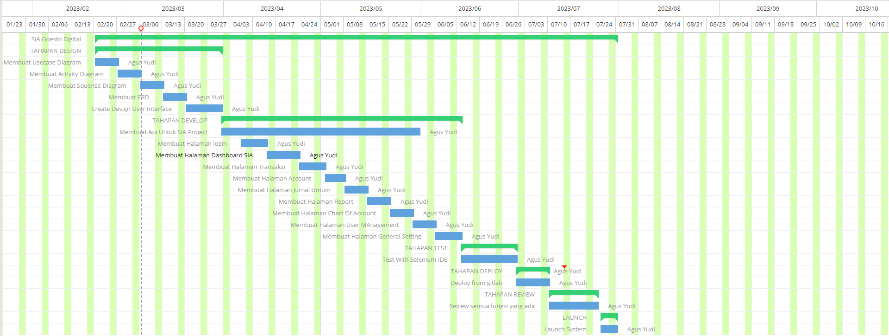 2023/02 2023/03 2023/04 2023/05 2023/06 2023/07 2023/08 2023/09 2023/10
01/23 01/30 02/06 02/13 02/20 02/27 03/06 03/13 03/20 03/27 04/03 04/10 04/17 04/24 05/01 05/08 05/15 05/22 05/29 06/05 06/12 06/19 06/26 07/03 07/10 07/17 07/24 07/31 08/07 08/14 08/21 08/28 09/04 09/11 09/18 09/25 10/02 10/09 10/16
SIA Goesto Digital
TAHAPAN DESIGN
Membuat Usecase Diagram Agus Yudi
Membuat Activity Diagram Agus Yudi
Membuat Squense Diagram Agus Yudi
Membuat ERD Agus Yudi
Create Design User Interface Agus Yudi
TAHAPAN DEVELOP
Membuat Api Untuk SIA Project Agus Yudi
Membuat Halaman login Agus Yudi
Membuat Halaman Dashboard SIA Agus Yudi
Membuat Halaman Transaksi Agus Yudi
Membuat Halaman Account Agus Yudi
Membuat Halaman Jurnal Umum Agus Yudi
Membuat Halaman Report Agus Yudi
Membuat Halaman Chart Of Account Agus Yudi
Membuat Halaman User MAnagement Agus Yudi
Membuat Halaman General Setting Agus Yudi
TAHAPAN TEST
Test With Selenium IDE Agus Yudi
TAHAPAN DEPLOY Agus Yudi
Deploy from gitlab Agus Yudi
TAHAPAN REVIEW
Review semua fungsi yang ada Agus Yudi
LAUNCH
Launch System Agus Yudi